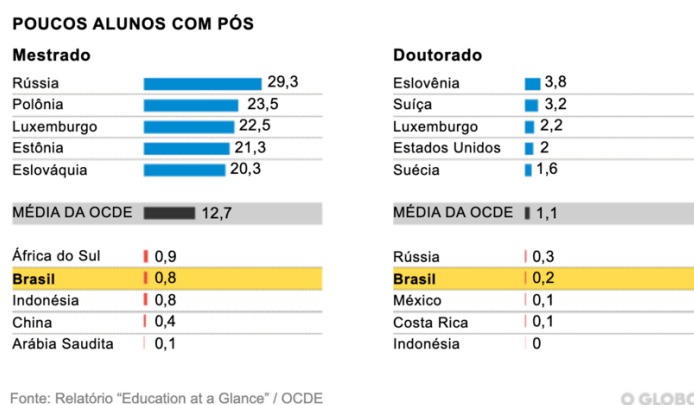 POUCOS ALUNOS COM PÓS
Mestrado
Rússia 29,3
Polônia 23,5
Luxemburgo 22,5
Estônia 21,3
Eslováquia 20,3
MÉDIA DA OCDE 12,7
África do Sul 0,9
Brasil 0,8
Indonésia 0,8
China 0,4
Arábia Saudita 0,1
Doutorado
Eslovênia 3,8
Suíça 3,2
Luxemburgo 2,2
Estados Unidos 2
Suécia 1,6
MÉDIA DA OCDE 1,1
Rússia 0,3
Brasil 0,2
México 0,1
Costa Rica 0,1
Indonésia 0
Fonte: Relatório “Education at a Glance” / OCDE
O GLOBO